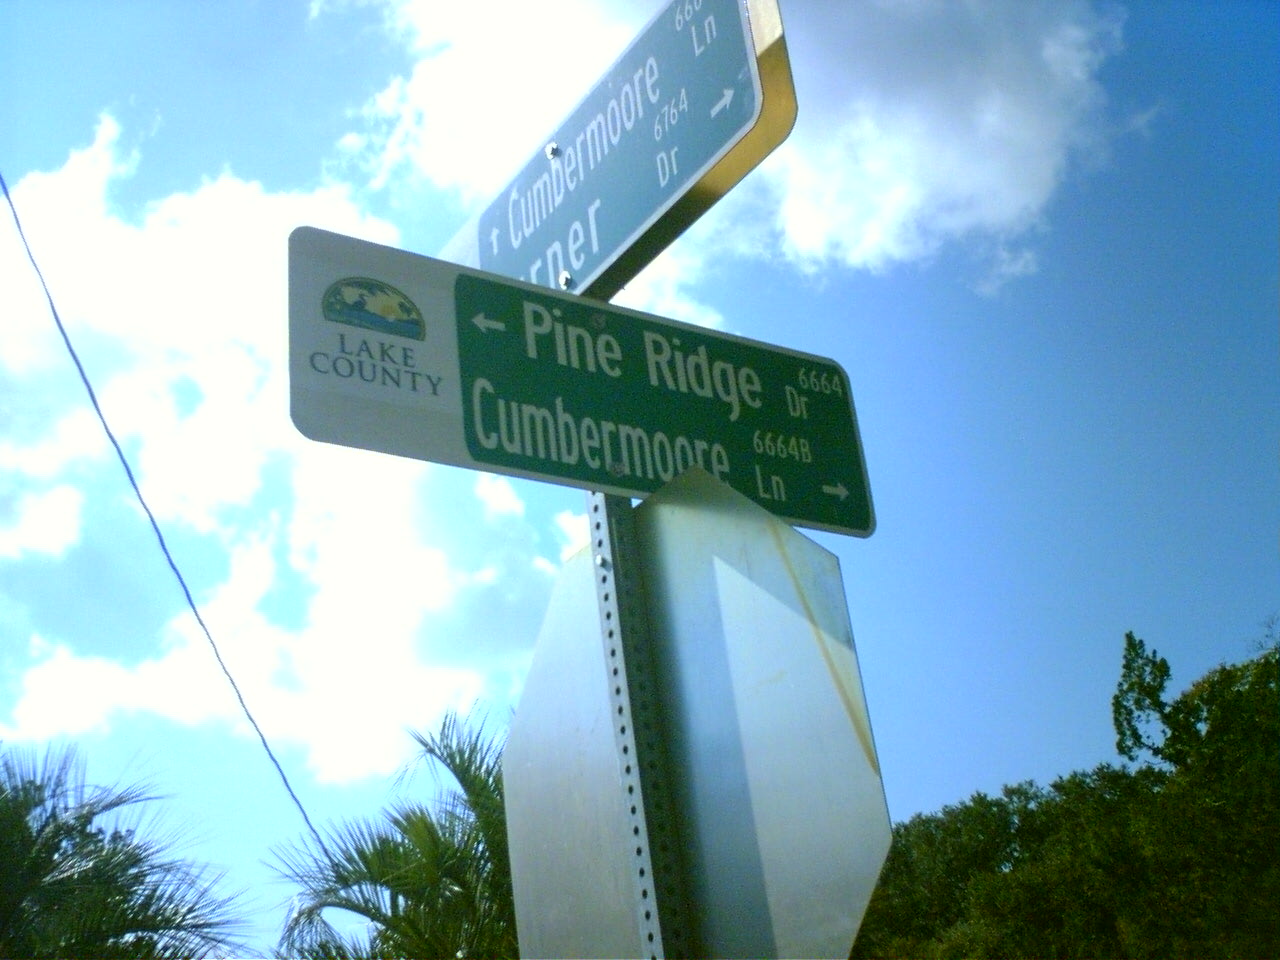 Cumbermoore Ln
6764
Dr
LAKE
COUNTY
← Pine Ridge Dr 6664
Cumbermoore Ln 6664B →